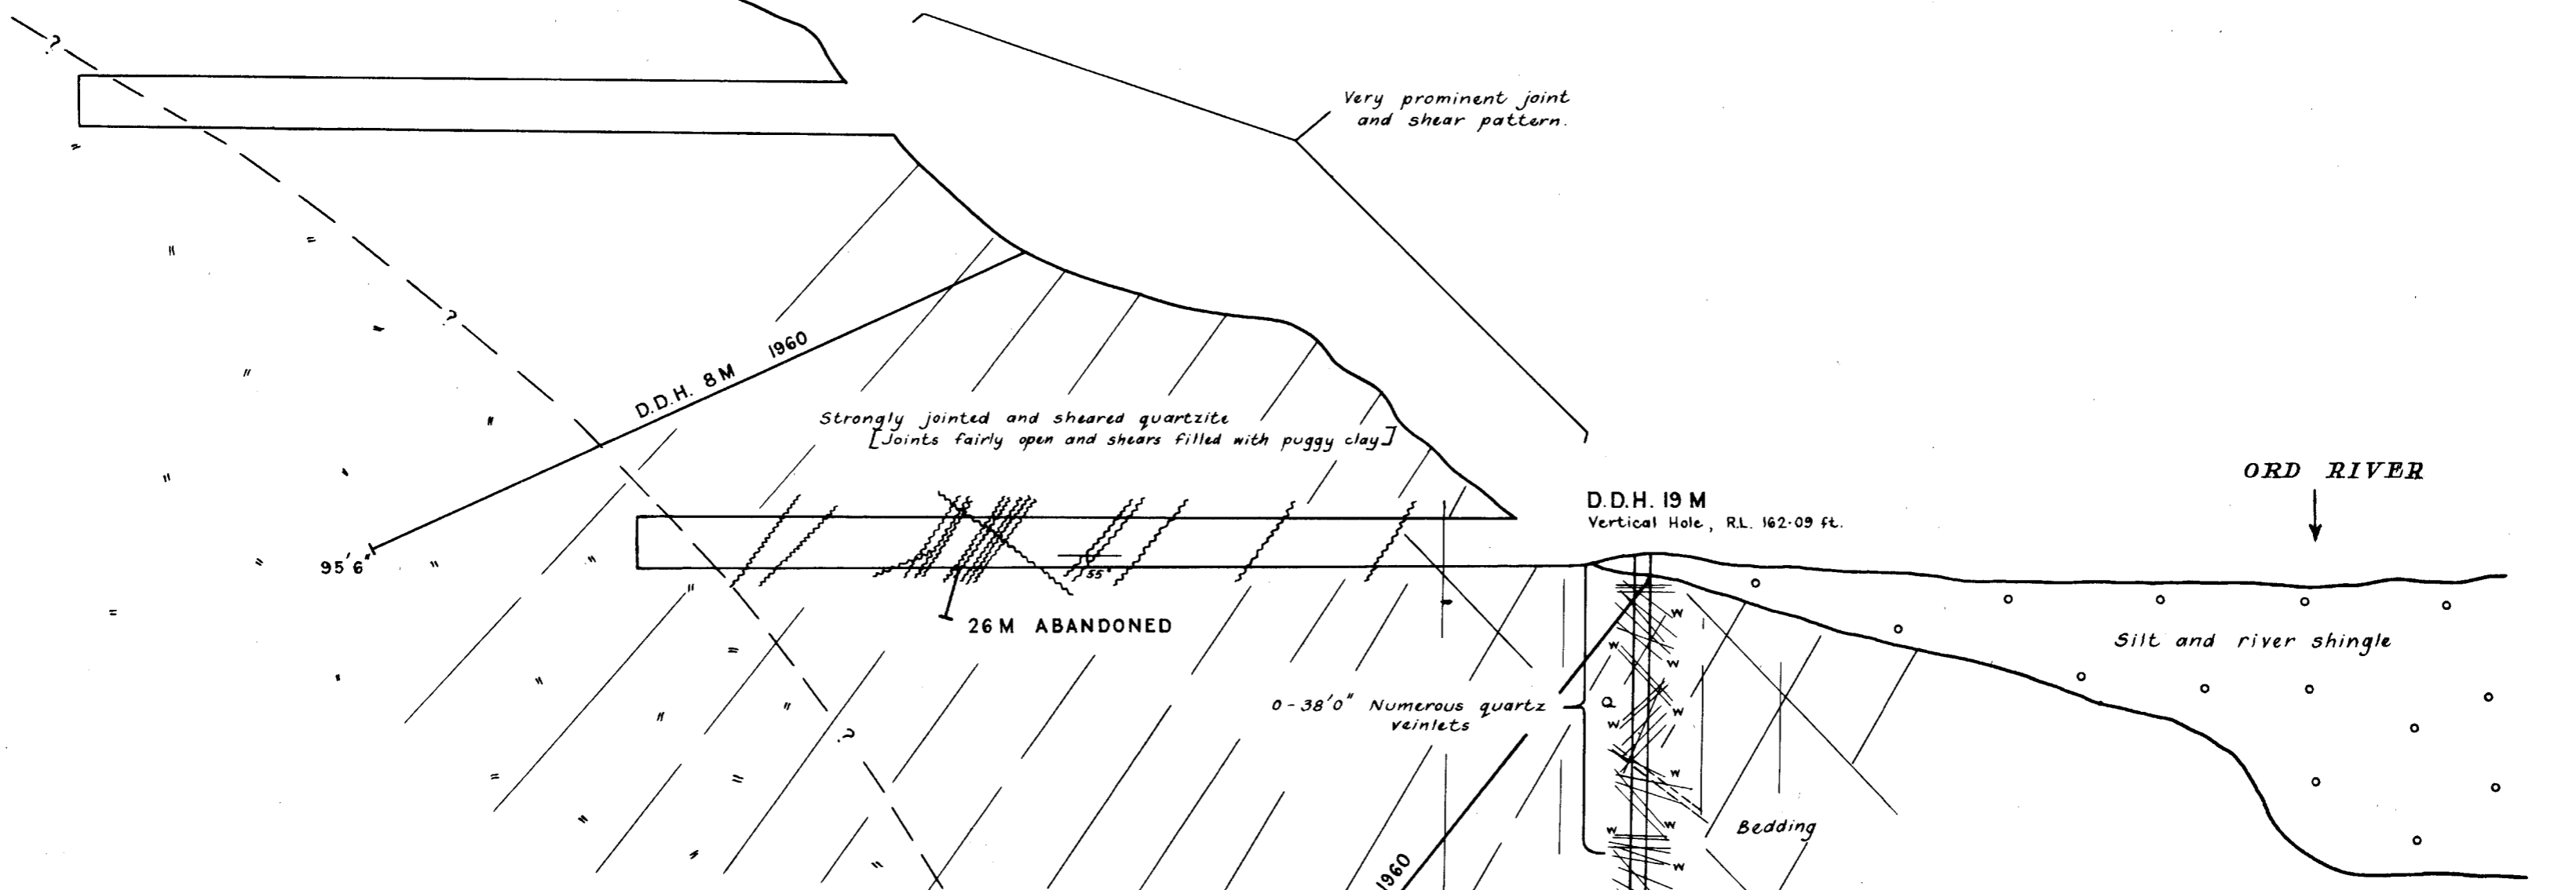 ?
Very prominent joint
and shear pattern.
?
D.D.H. 8M 1960
Strongly jointed and sheared quartzite
[Joints fairly open and shears filled with puggy clay]
ORD RIVER
D.D.H. 19 M
Vertical Hole, R.L. 162·09 ft.
95'6"
55°
26M ABANDONED
Silt and river shingle
0-38'0" Numerous quartz
veinlets
Q
W
W
W
W
W
?
W
Bedding
W
W
W
1960